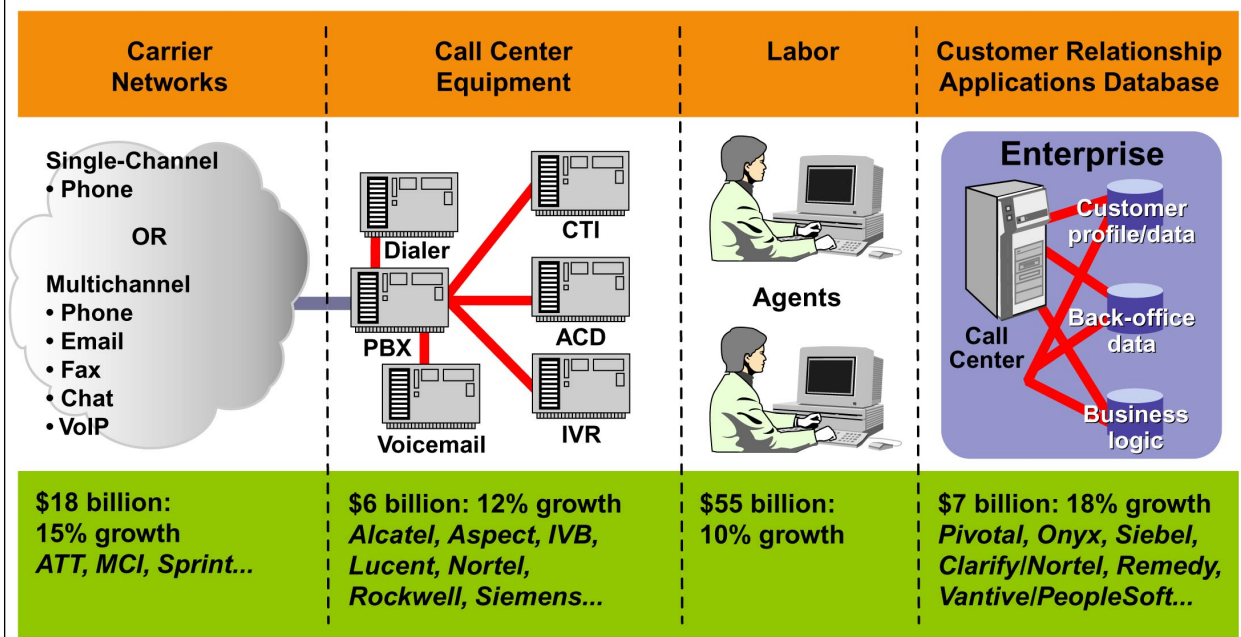 Carrier
Networks
Call Center
Equipment
Labor
Customer Relationship
Applications Database
Single-Channel
• Phone
OR
Multichannel
• Phone
• Email
• Fax
• Chat
• VoIP
Dialer
PBX
Voicemail
CTI
ACD
IVR
Agents
Enterprise
Customer
profile/data
Back-office
data
Call
Center
Business
logic
$18 billion:
15% growth
ATT, MCI, Sprint...
$6 billion: 12% growth
Alcatel, Aspect, IVB,
Lucent, Nortel,
Rockwell, Siemens...
$55 billion:
10% growth
$7 billion: 18% growth
Pivotal, Onyx, Siebel,
Clarify/Nortel, Remedy,
Vantive/PeopleSoft...